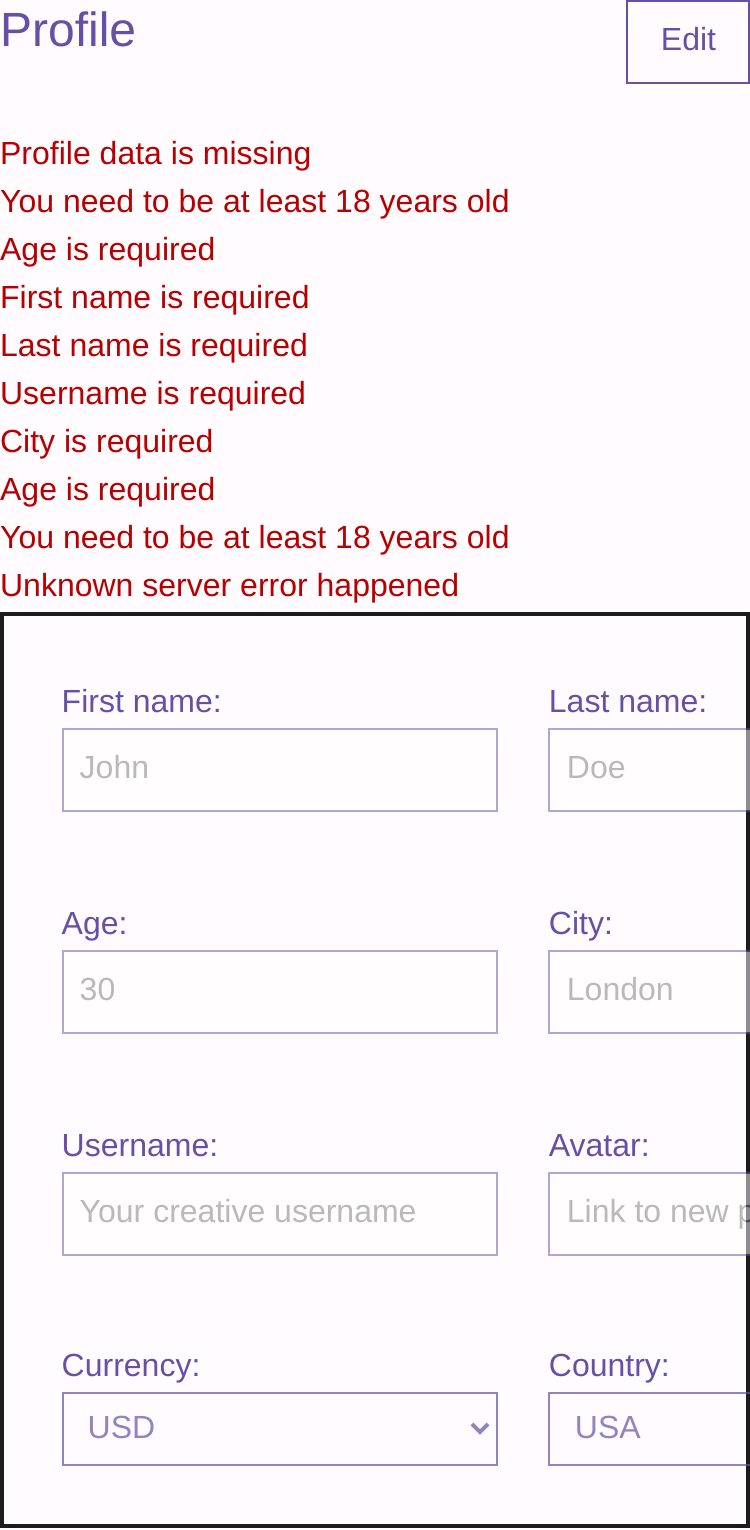 Profile
Edit
Profile data is missing
You need to be at least 18 years old
Age is required
First name is required
Last name is required
Username is required
City is required
Age is required
You need to be at least 18 years old
Unknown server error happened
First name:
Last name:
John
Doe
Age:
City:
30
London
Username:
Avatar:
Your creative username
Link to new
Currency:
Country:
USD
USA